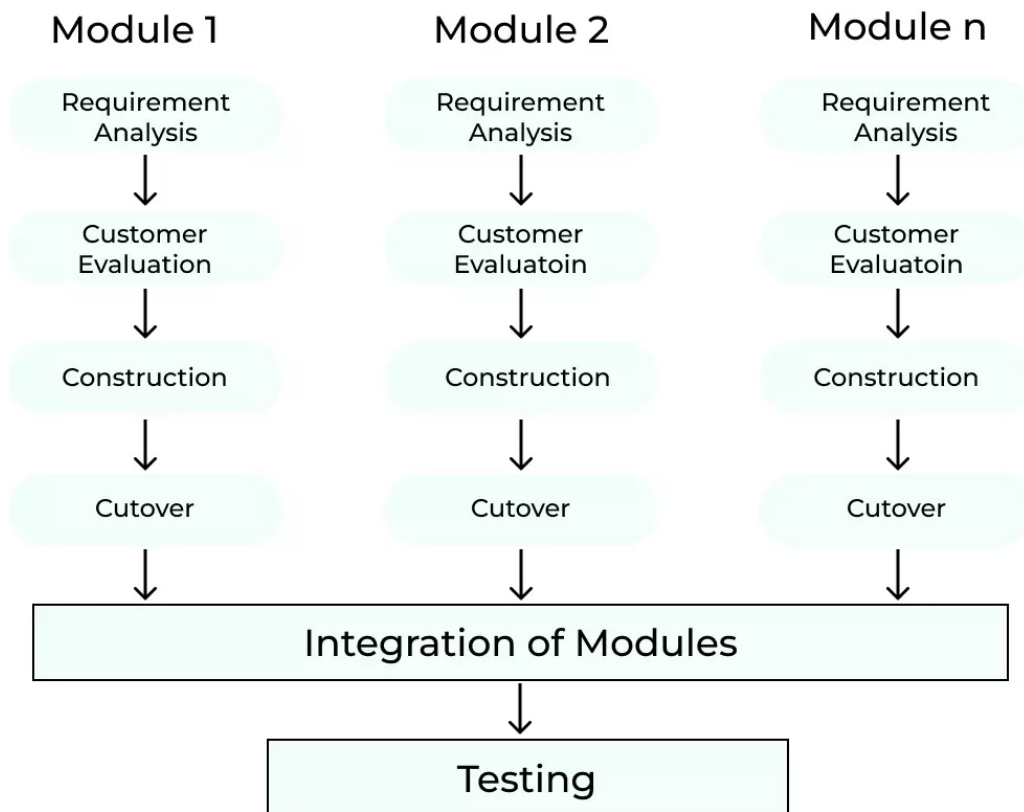 Module 1
Module 2
Module n
Requirement
Analysis
Requirement
Analysis
Requirement
Analysis
Customer
Evaluation
Customer
Evaluatoin
Customer
Evaluatoin
Construction
Construction
Construction
Cutover
Cutover
Cutover
Integration of Modules
Testing